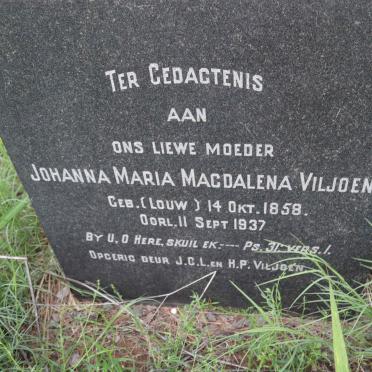 TER GEDAGTENIS
AAN
ONS LIEWE MOEDER
JOHANNA MARIA MAGDALENA VILJOEN
GEB. (LOUW) 14 OKT. 1858.
OORL. 11 SEPT 1937
BY U, O HERE, SKUIL EK:---- PS. 31 VERS. 1.
OPGERIG DEUR J.C.L. EN H.P. VILJOEN.